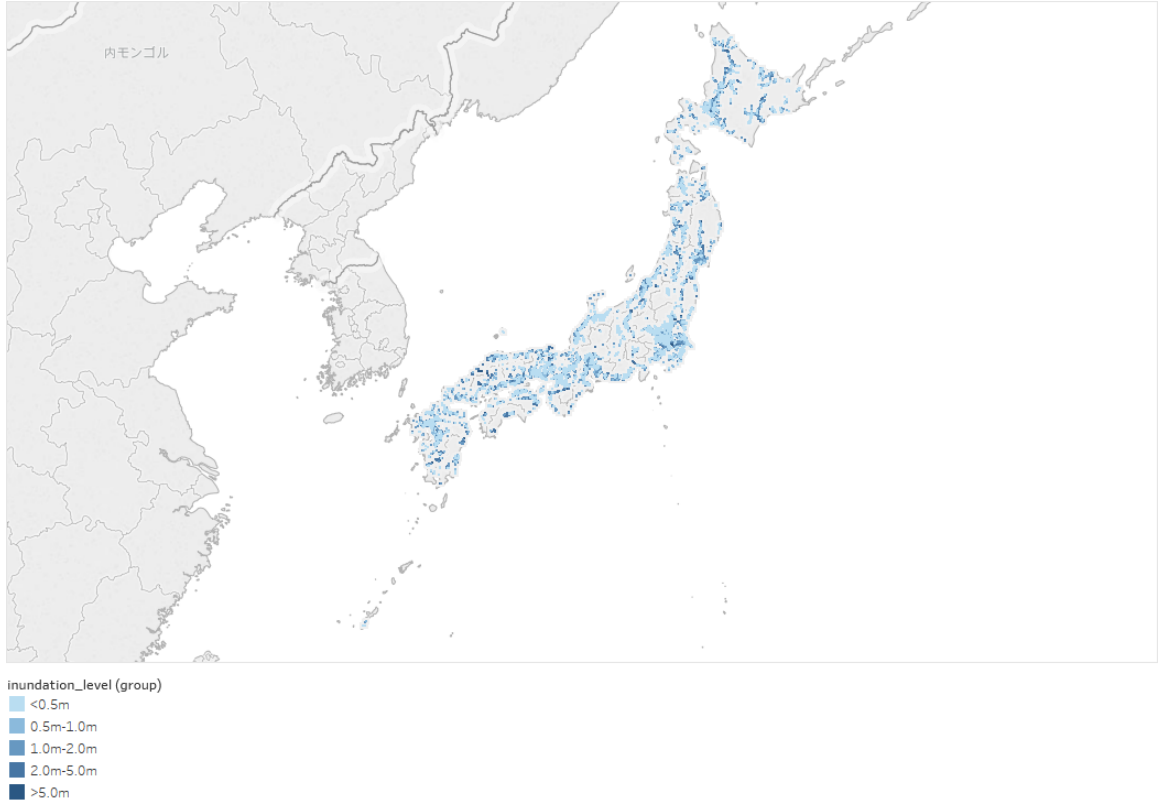 内モンゴル
inundation_level (group)
<0.5m
0.5m-1.0m
1.0m-2.0m
2.0m-5.0m
>5.0m